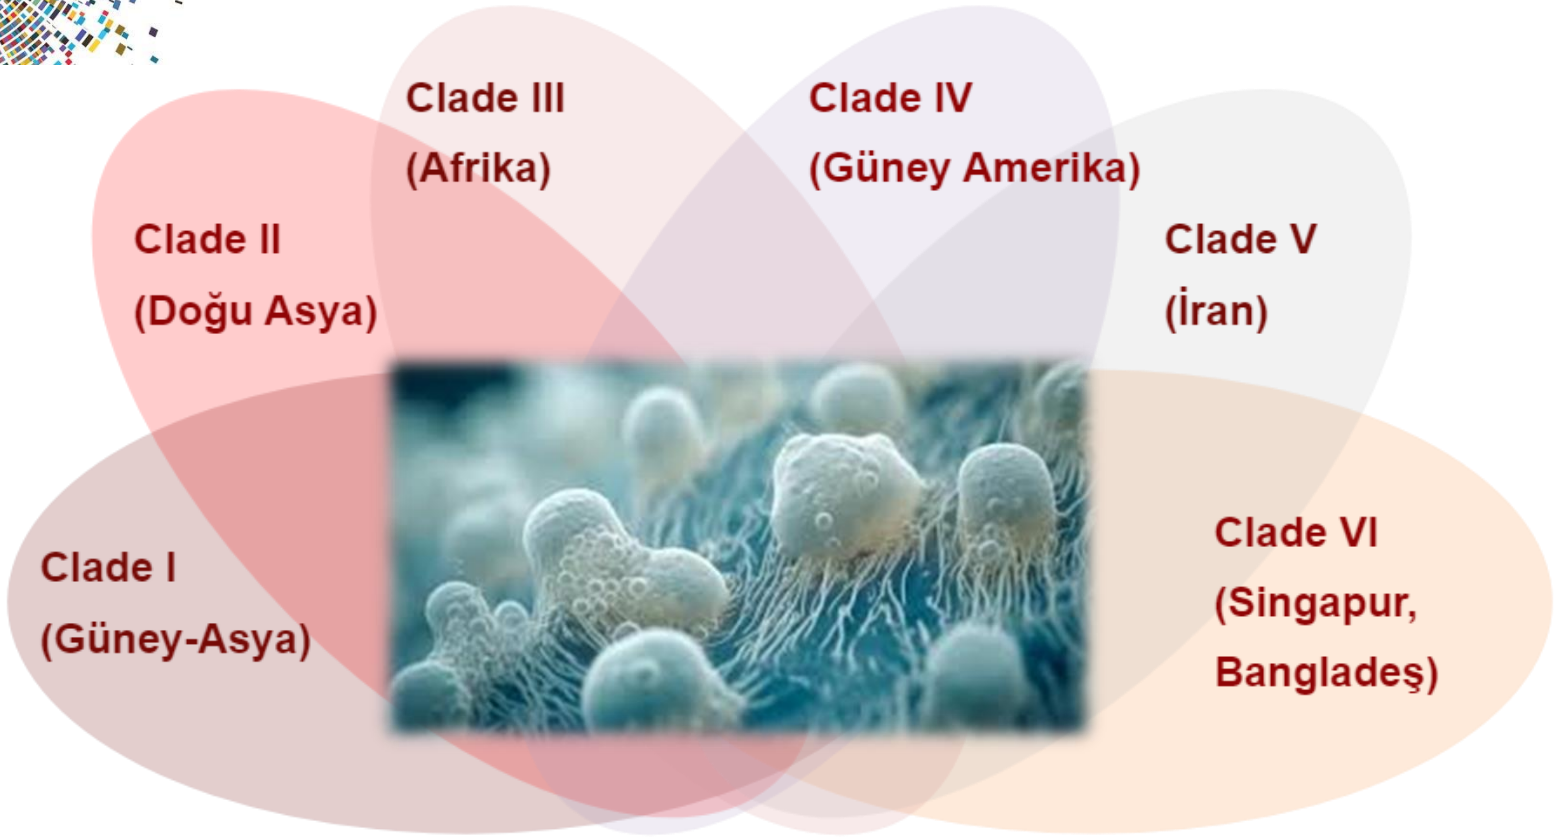 Clade III
(Afrika)
Clade IV
(Güney Amerika)
Clade II
(Doğu Asya)
Clade V
(İran)
Clade I
(Güney-Asya)
Clade VI
(Singapur,
Bangladeş)